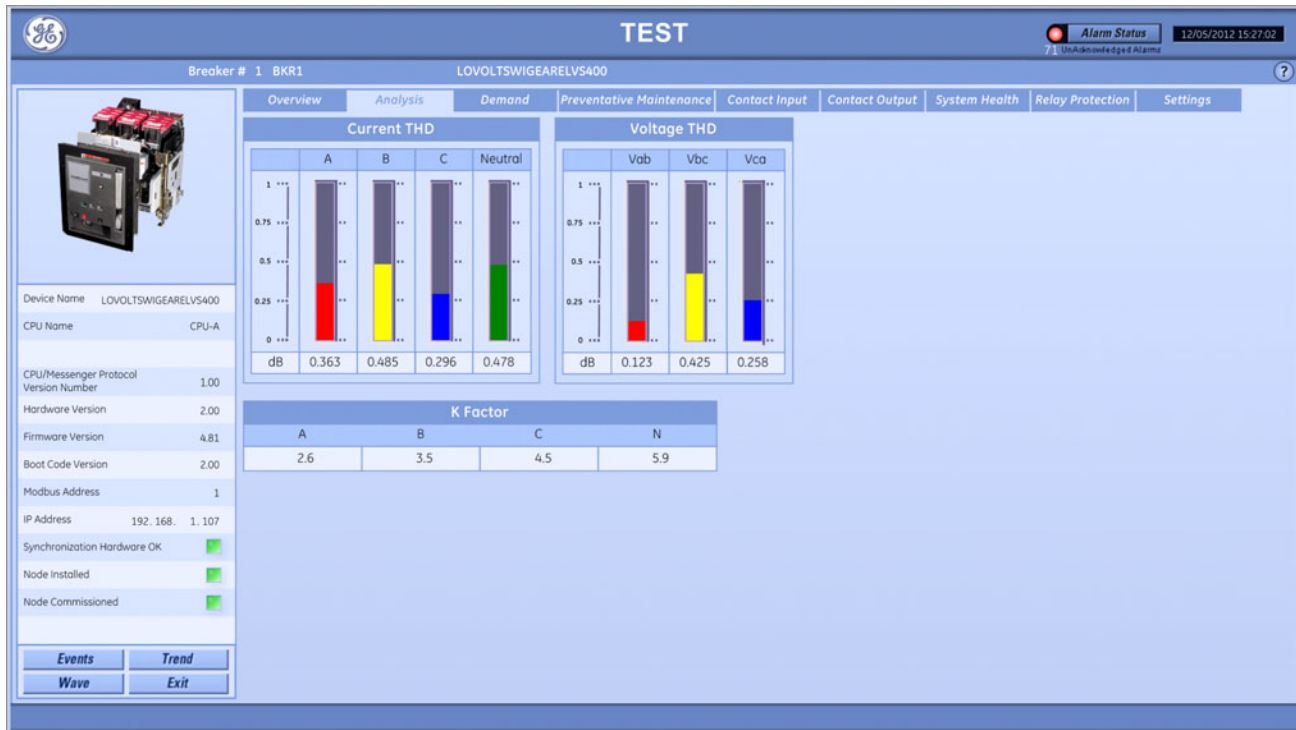 GE
TEST
Alarm Status
12/05/2012 15:27:02
71 UnAcknowledged Alarms
Breaker # 1 BKR1 LOVOLTSWIGEARELVS400
?
Overview Analysis Demand Preventative Maintenance Contact Input Contact Output System Health Relay Protection Settings
Current THD
A B C Neutral
1
0.75
0.5
0.25
0
dB 0.363 0.485 0.296 0.478
Voltage THD
Vab Vbc Vca
1
0.75
0.5
0.25
0
dB 0.123 0.425 0.258
K Factor
A B C N
2.6 3.5 4.5 5.9
Device Name LOVOLTSWIGEARELVS400
CPU Name CPU-A
CPU/Messenger Protocol
Version Number 1.00
Hardware Version 2.00
Firmware Version 4.81
Boot Code Version 2.00
Modbus Address 1
IP Address 192.168. 1.107
Synchronization Hardware OK
Node Installed
Node Commissioned
Events Trend
Wave Exit